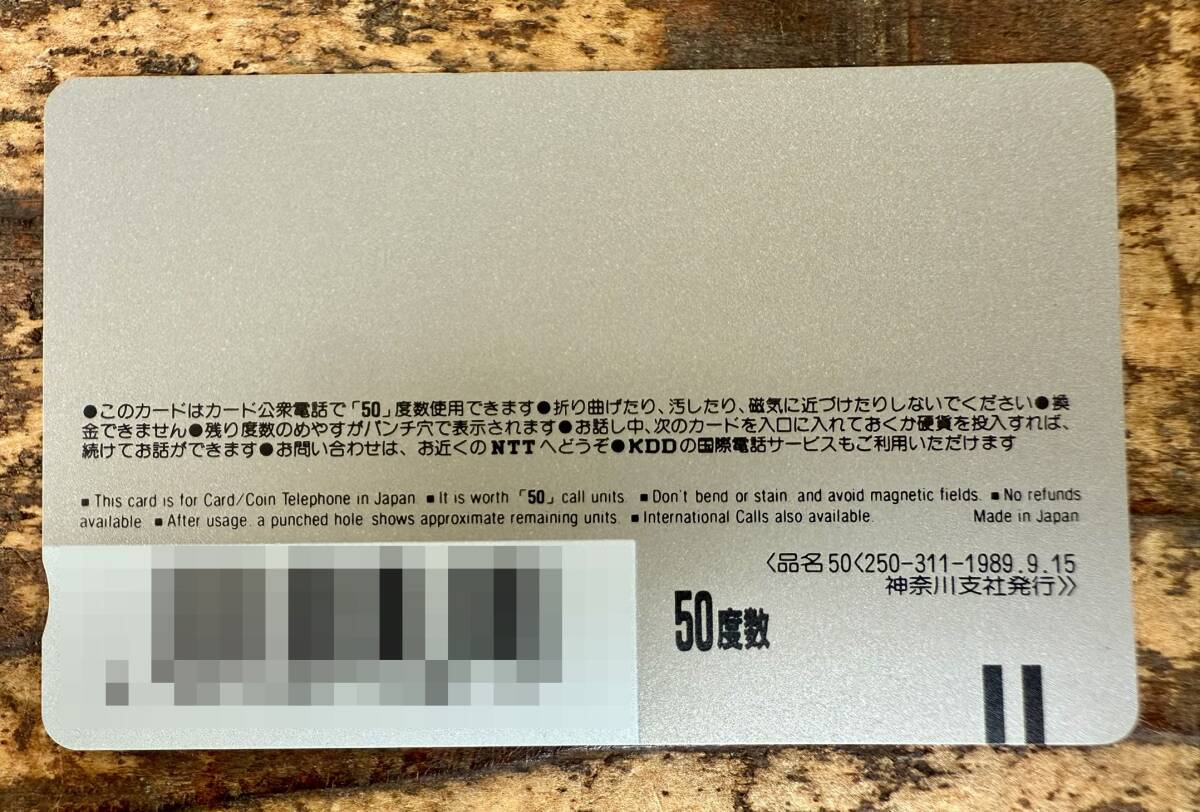 ●このカードはカード公衆電話で「50」度数使用できます●折り曲げたり、汚したり、磁気に近づけたりしないでください●換
金できません●残り度数のめやすがパンチ穴で表示されます●お話し中、次のカードを入口に入れておくか硬貨を投入すれば、
続けてお話ができます●お問い合わせは、お近くのNTTへどうぞ●KDDの国際電話サービスもご利用いただけます
■This card is for Card/Coin Telephone in Japan ■It is worth「50」call units ■Don't bend or stain and avoid magnetic fields. ■No refunds
available ■After usage a punched hole shows approximate remaining units. ■International Calls also available. Made in Japan
〈品名50〈250-311-1989.9.15
神奈川支社発行》
50度数